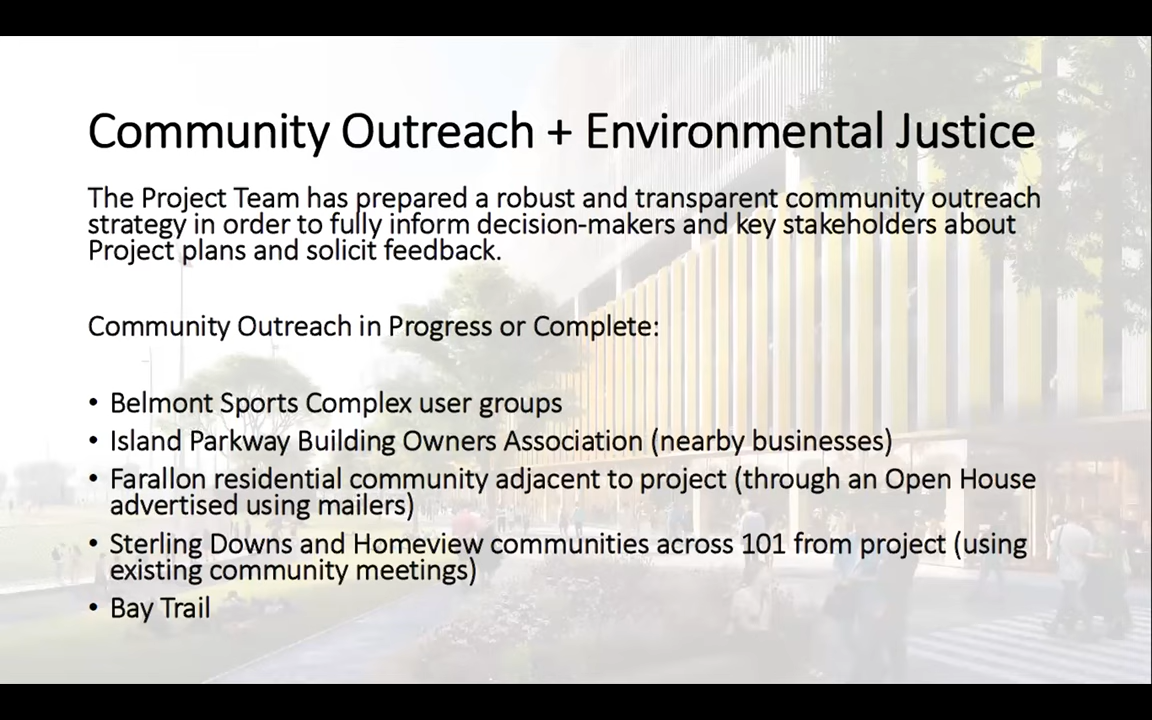 Community Outreach + Environmental Justice
The Project Team has prepared a robust and transparent community outreach
strategy in order to fully inform decision-makers and key stakeholders about
Project plans and solicit feedback.
Community Outreach in Progress or Complete:
• Belmont Sports Complex user groups
• Island Parkway Building Owners Association (nearby businesses)
• Farallon residential community adjacent to project (through an Open House
advertised using mailers)
• Sterling Downs and Homeview communities across 101 from project (using
existing community meetings)
• Bay Trail